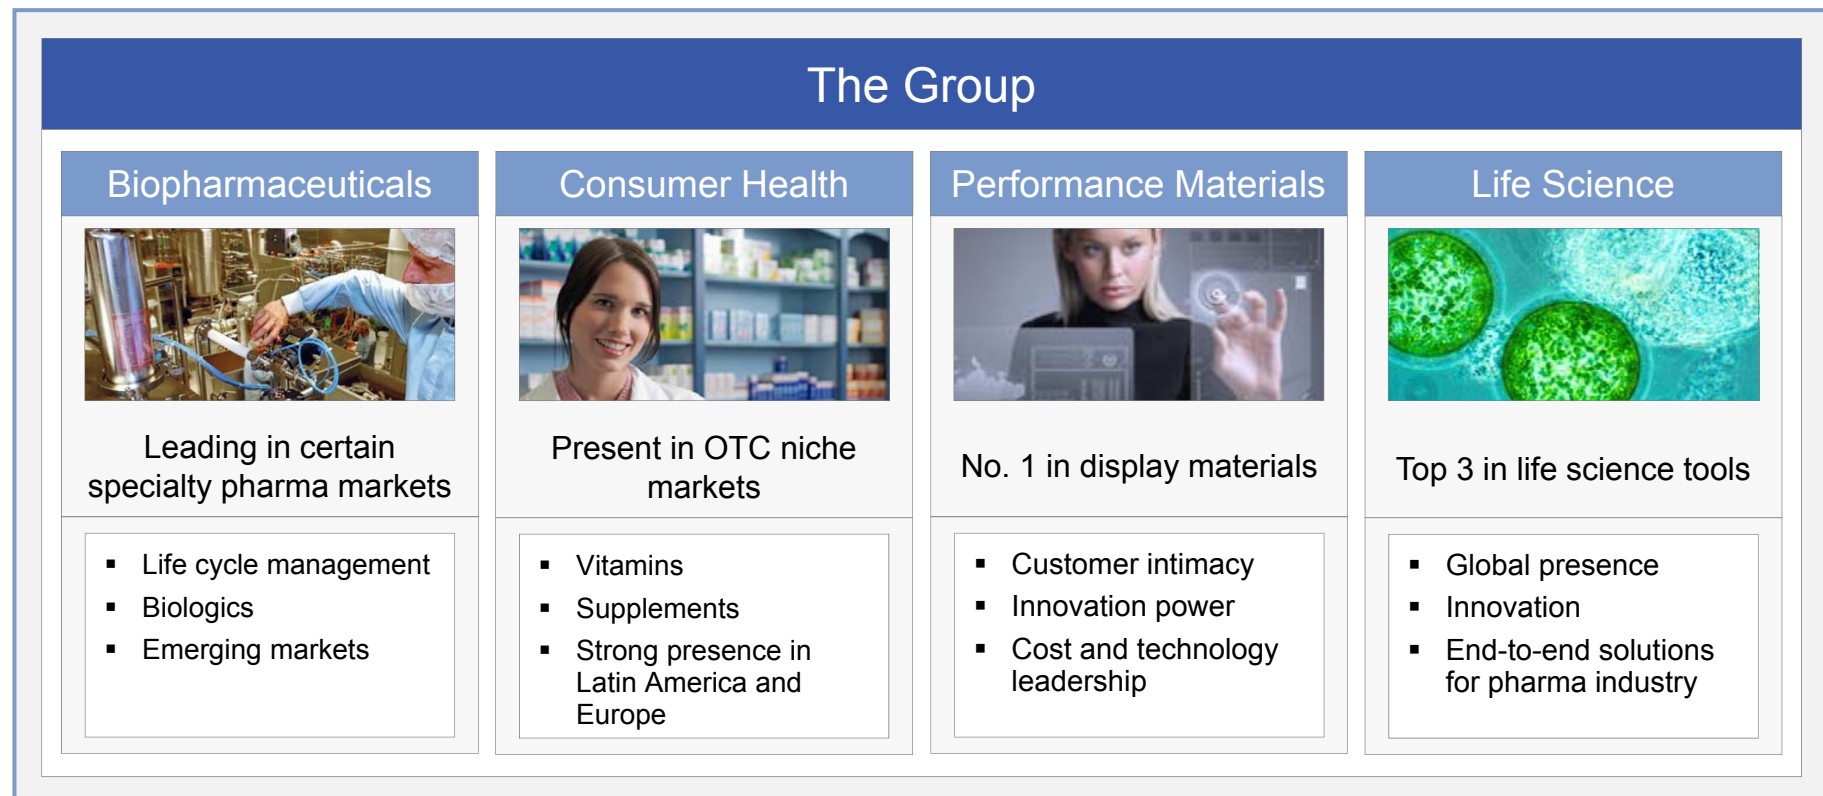 The Group
Biopharmaceuticals
Leading in certain
specialty pharma markets
▪ Life cycle management
▪ Biologics
▪ Emerging markets
Consumer Health
Present in OTC niche
markets
▪ Vitamins
▪ Supplements
▪ Strong presence in
Latin America and
Europe
Performance Materials
No. 1 in display materials
▪ Customer intimacy
▪ Innovation power
▪ Cost and technology
leadership
Life Science
Top 3 in life science tools
▪ Global presence
▪ Innovation
▪ End-to-end solutions
for pharma industry